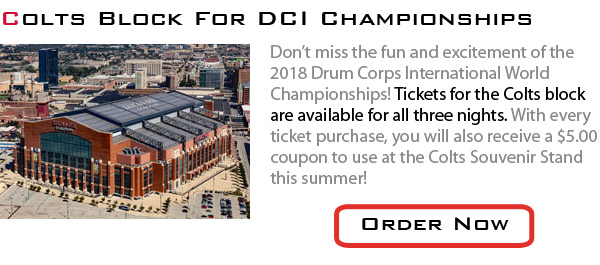 Colts Block For DCI Championships
Don't miss the fun and excitement of the
2018 Drum Corps International World
Championships! Tickets for the Colts block
are available for all three nights. With every
ticket purchase, you will also receive a $5.00
coupon to use at the Colts Souvenir Stand
this summer!
Order Now